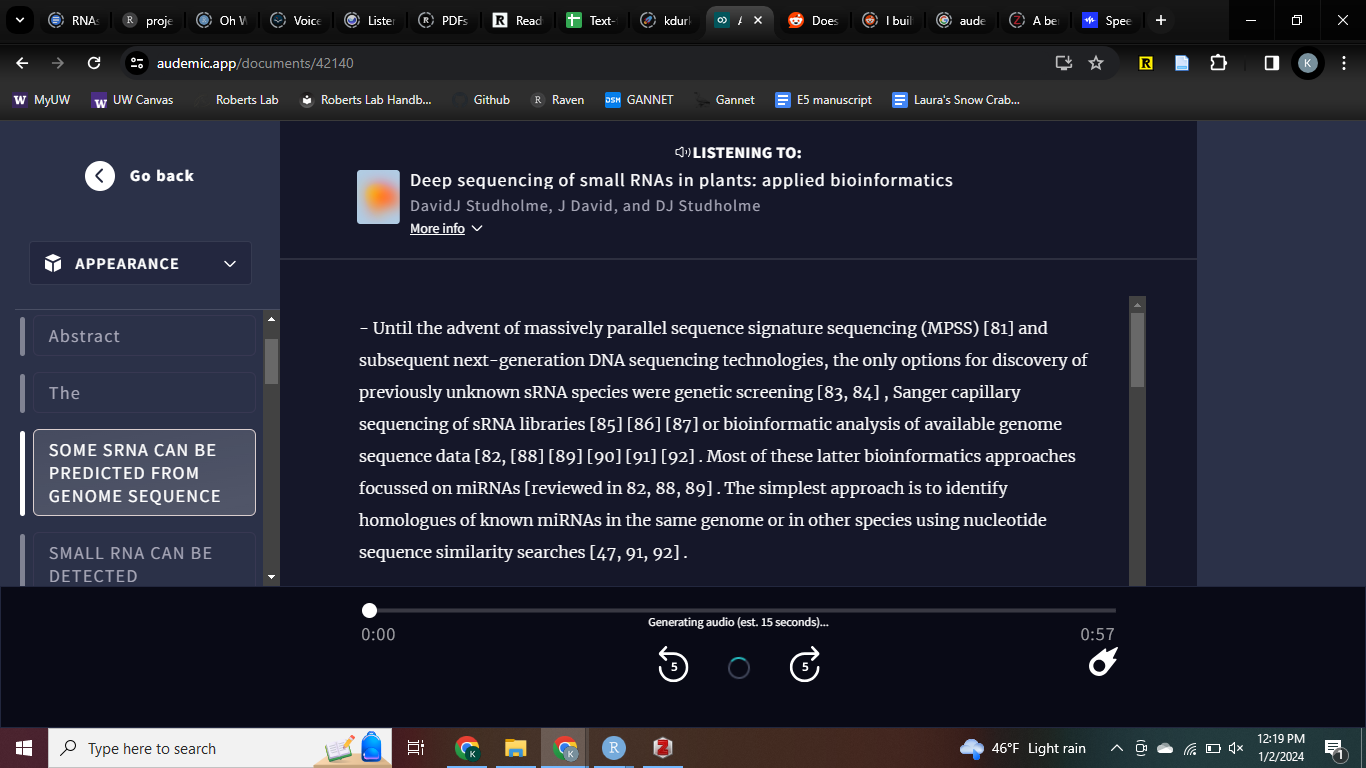 RNA
proje
Oh W
Voice
Lister
PDFs
Read
Text-
kdurk
A
Does
I buil
aude
A be
Spee
audemic.app/documents/42140
K
MyUW
UW Canvas
Roberts Lab
Roberts Lab Handb...
Github
Raven
GANNET
Gannet
E5 manuscript
Laura's Snow Crab...
Go back
APPEARANCE
Abstract
The
SOME SRNA CAN BE
PREDICTED FROM
GENOME SEQUENCE
SMALL RNA CAN BE
DETECTED
LISTENING TO:
Deep sequencing of small RNAs in plants: applied bioinformatics
DavidJ Studholme, J David, and DJ Studholme
More info
- Until the advent of massively parallel sequence signature sequencing (MPSS) [81] and
subsequent next-generation DNA sequencing technologies, the only options for discovery of
previously unknown sRNA species were genetic screening [83, 84] , Sanger capillary
sequencing of sRNA libraries [85] [86] [87] or bioinformatic analysis of available genome
sequence data [82, [88] [89] [90] [91] [92] . Most of these latter bioinformatics approaches
focussed on miRNAs [reviewed in 82, 88, 89] . The simplest approach is to identify
homologues of known miRNAs in the same genome or in other species using nucleotide
sequence similarity searches [47, 91, 92] .
Generating audio (est. 15 seconds)...
0:00
0:57
5
5
Type here to search
46°F Light rain
12:19 PM
1/2/2024
1